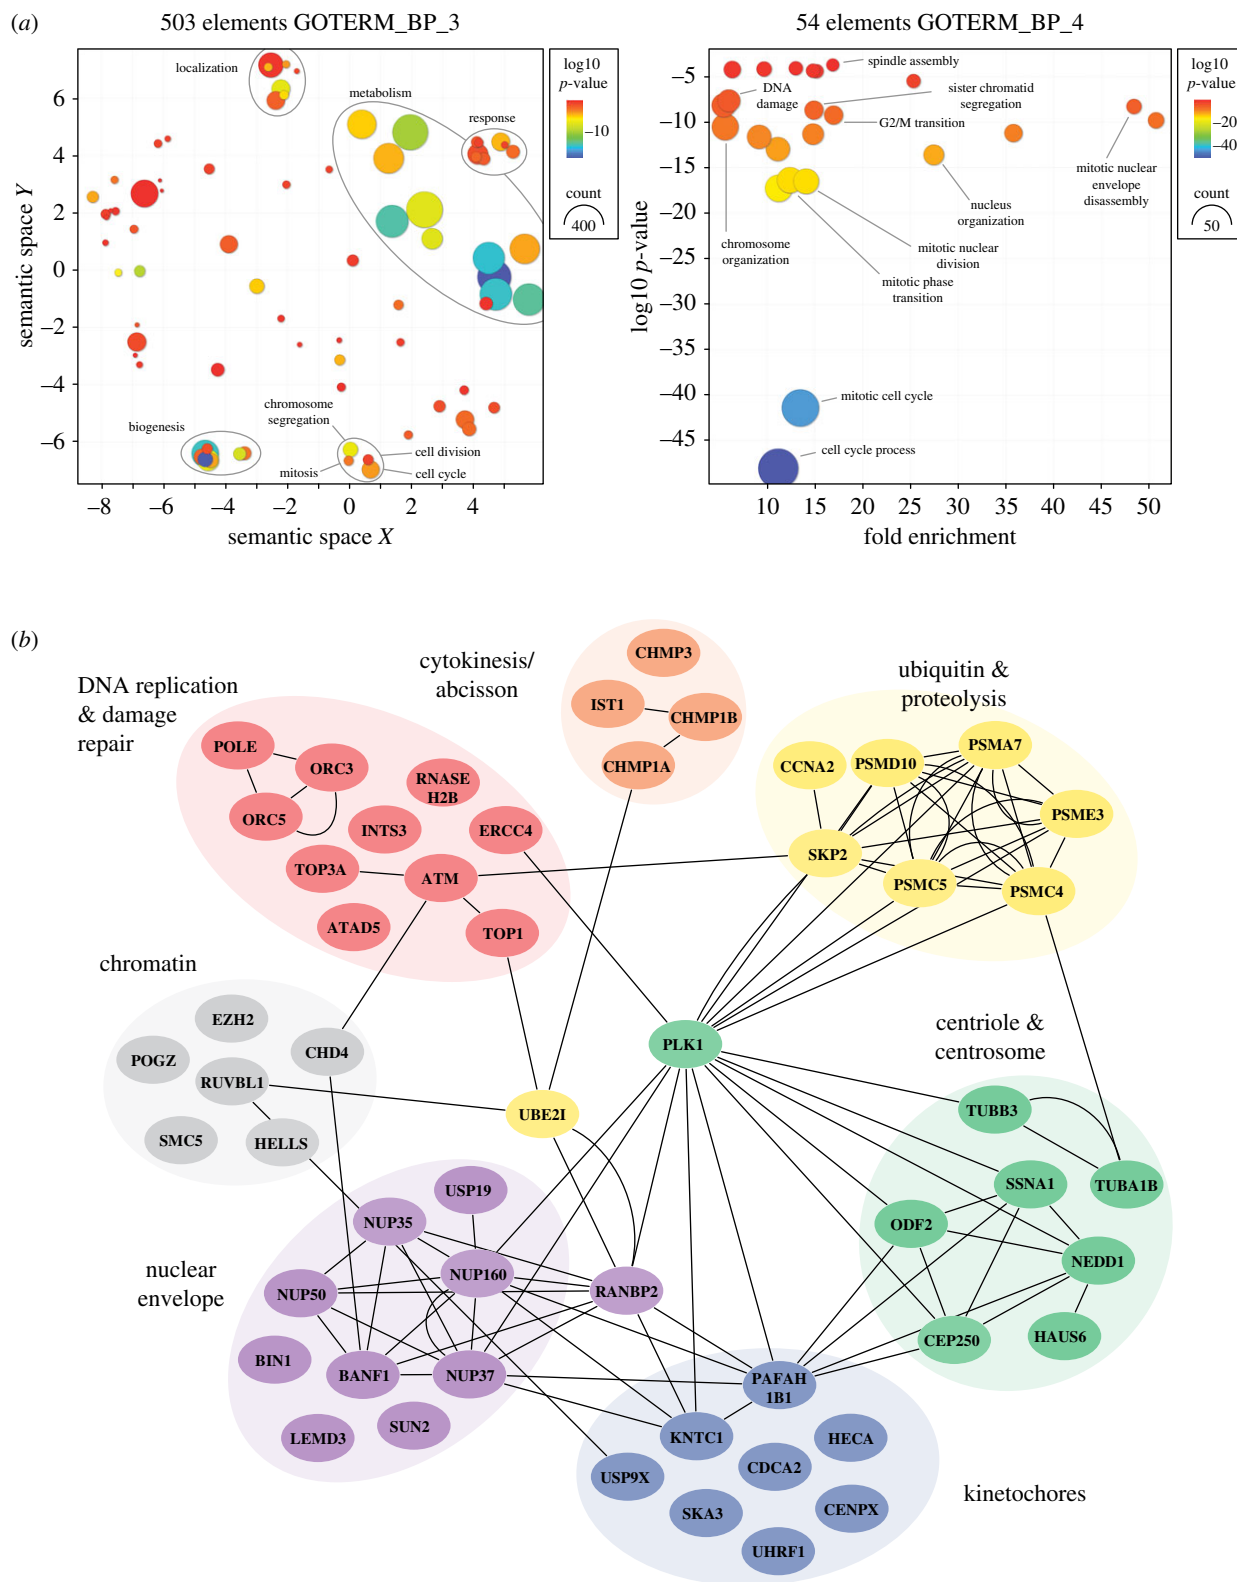 (a)
503 elements GOTERM_BP_3
localization
metabolism
response
biogenesis
chromosome
segregation
mitosis
cell division
cell cycle
semantic space Y
6
4
2
0
–2
–4
–6
–8
–6
–4
–2
0
2
4
semantic space X
log10
p-value
–10
count
400
54 elements GOTERM_BP_4
spindle assembly
DNA
damage
sister chromatid
segregation
G2/M transition
mitotic nuclear
envelope
disassembly
nucleus
organization
chromosome
organization
mitotic nuclear
division
mitotic phase
transition
mitotic cell cycle
cell cycle process
log10 p-value
–5
–10
–15
–20
–25
–30
–35
–40
–45
10
15
20
25
30
35
40
45
50
fold enrichment
log10
p-value
–20
–40
count
50
(b)
DNA replication
& damage
repair
POLE
ORC3
ORC5
RNASE
H2B
INTS3
ERCC4
TOP3A
ATM
ATAD5
TOP1
cytokinesis/
abcisson
CHMP3
IST1
CHMP1B
CHMP1A
ubiquitin &
proteolysis
CCNA2
PSMD10
PSMA7
PSME3
SKP2
PSMC5
PSMC4
chromatin
EZH2
POGZ
CHD4
RUVBL1
SMC5
HELLS
PLK1
UBE2I
centriole &
centrosome
TUBB3
SSNA1
TUBA1B
ODF2
NEDD1
CEP250
HAUS6
nuclear
envelope
USP19
NUP35
NUP160
NUP50
RANBP2
BIN1
BANF1
NUP37
LEMD3
SUN2
kinetochores
PAFAH
1B1
KNTC1
HECA
USP9X
CDCA2
SKA3
CENPX
UHRF1